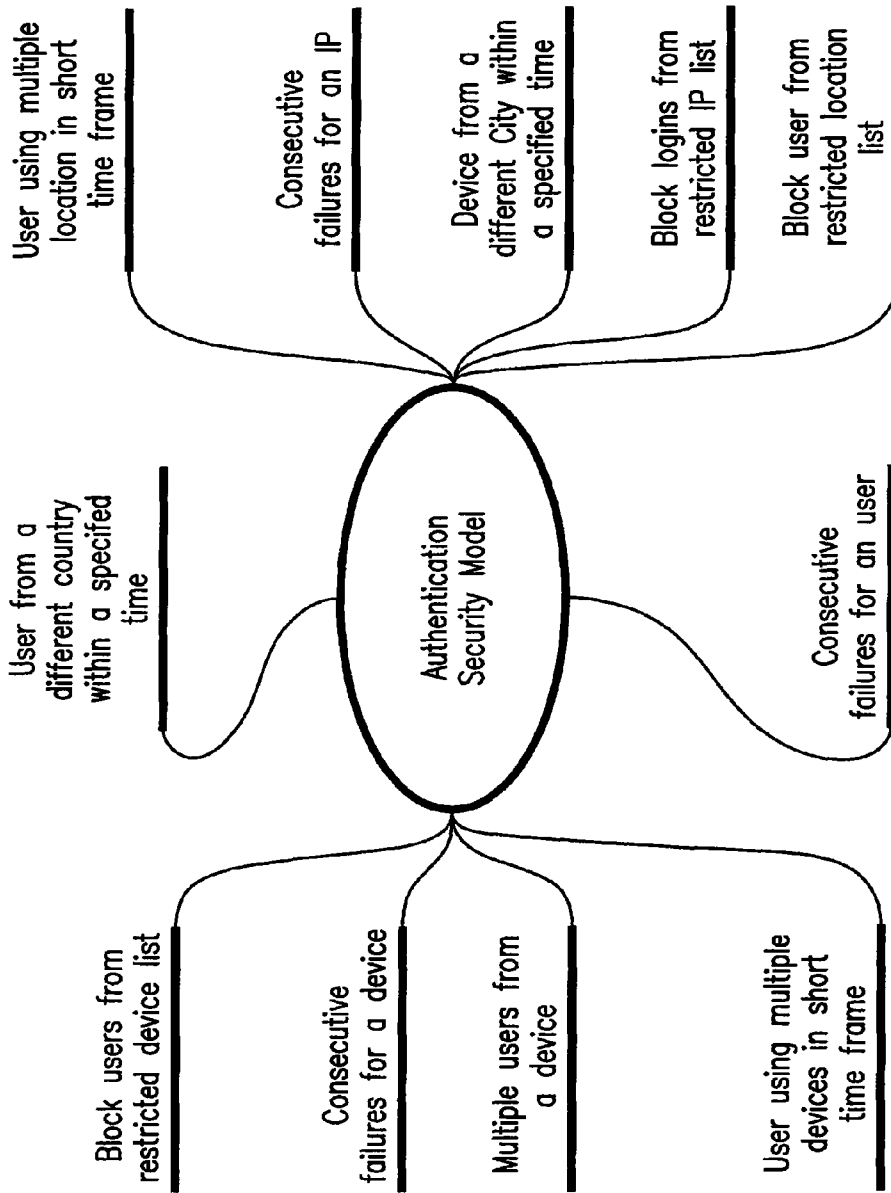 Block users from
restricted device list
Consecutive
failures for a device
Multiple users from
a device
User using multiple
devices in short
time frame
User from a
different country
within a specifed
time
Authentication
Security Model
Consecutive
failures for an user
User using multiple
location in short
time frame
Consecutive
failures for an IP
Device from a
different City within
a specified time
Block logins from
restricted IP list
Block user from
restricted location
list